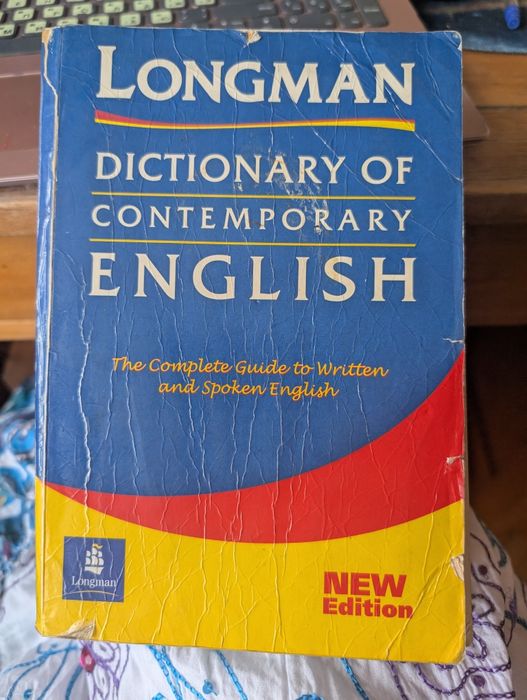 LONGMAN
DICTIONARY OF
CONTEMPORARY
ENGLISH
The Complete Guide to Written
and Spoken English
Longman
NEW
Edition